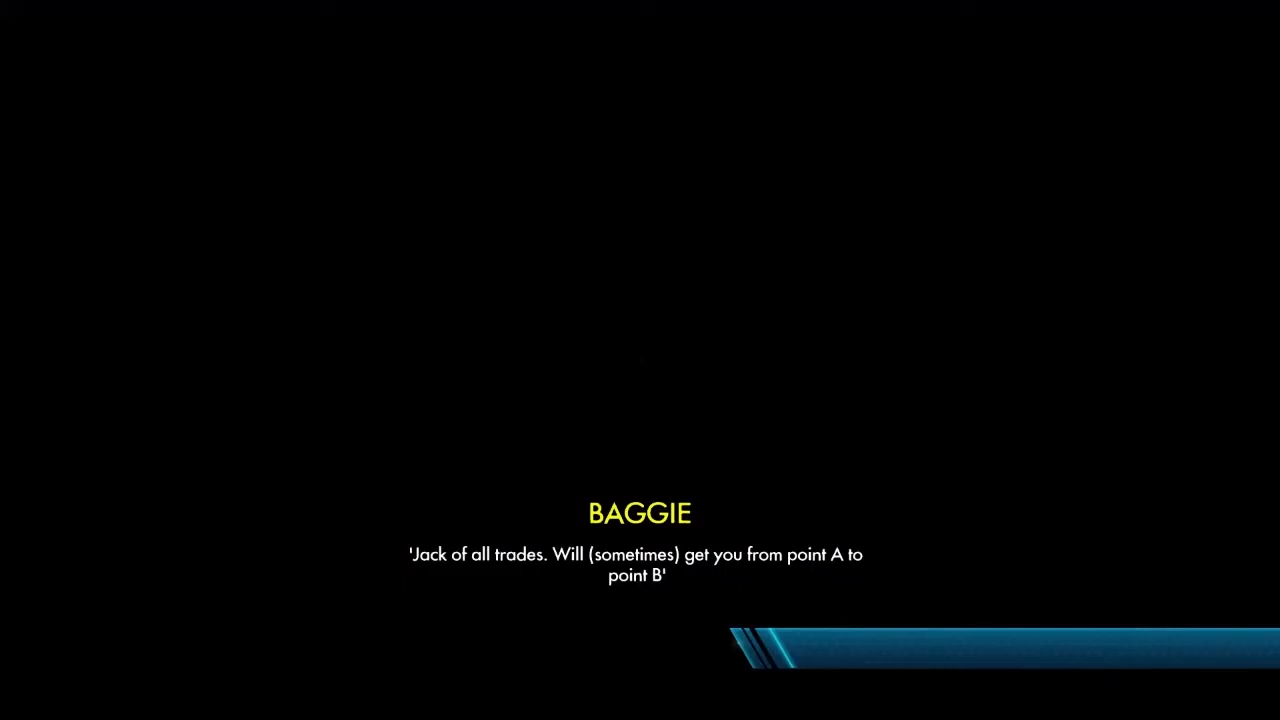 BAGGIE
'Jack of all trades. Will (sometimes) get you from point A to
point B'